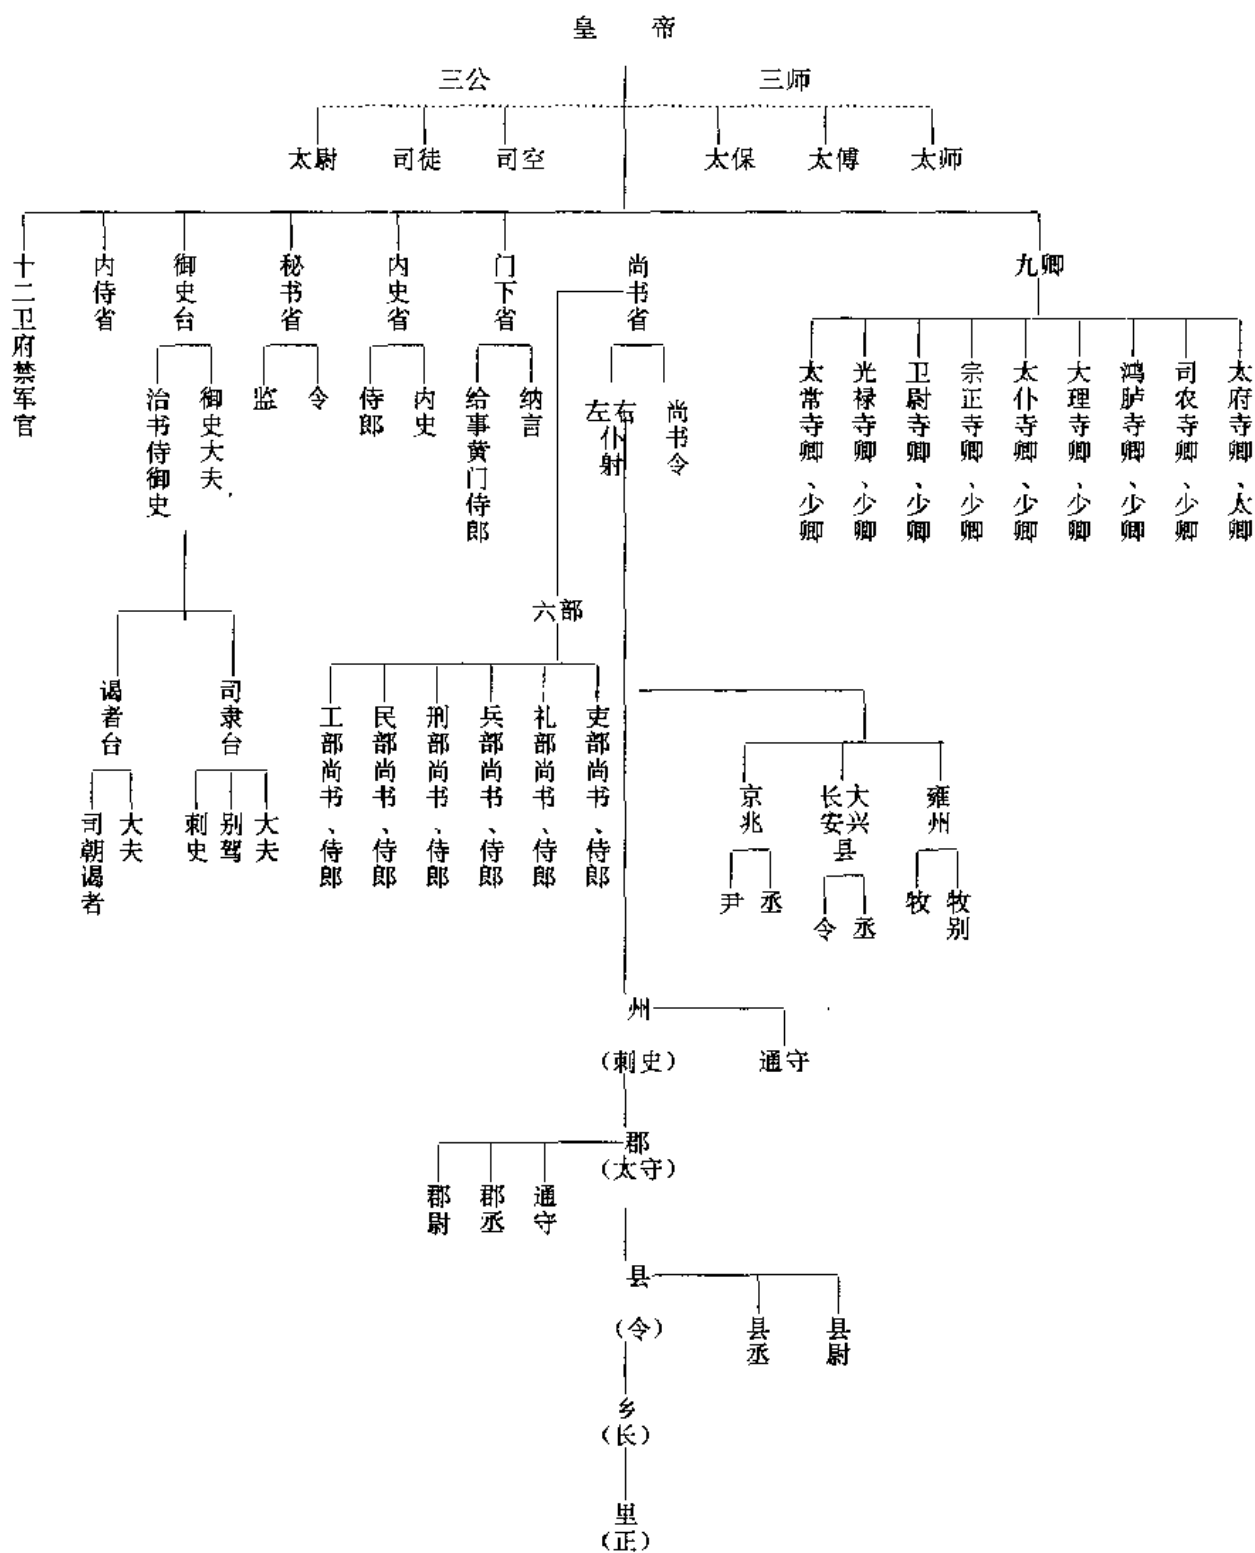 皇 帝
三公 三师
太尉 司徒 司空 太保 太傅 太师
十二卫府禁军官
内侍省
御史台
秘书省
内史省
门下省
尚书省
九卿
治书侍御史
御史大夫
监
令
侍郎
内史
给事黄门侍郎
纳言
左右仆射
尚书令
太常寺卿、少卿
光禄寺卿、少卿
卫尉寺卿、少卿
宗正寺卿、少卿
太仆寺卿、少卿
大理寺卿、少卿
鸿胪寺卿、少卿
司农寺卿、少卿
太府寺卿、太卿
六部
谒者台
司隶台
司朝谒者
大夫
刺史
别驾
大夫
工部尚书、侍郎
民部尚书、侍郎
刑部尚书、侍郎
兵部尚书、侍郎
礼部尚书、侍郎
吏部尚书、侍郎
京兆
长安大兴县
雍州
尹
丞
令
丞
牧
牧别
州
(刺史)
通守
郡
(太守)
郡尉
郡丞
通守
县
(令)
县丞
县尉
乡
(长)
里
(正)